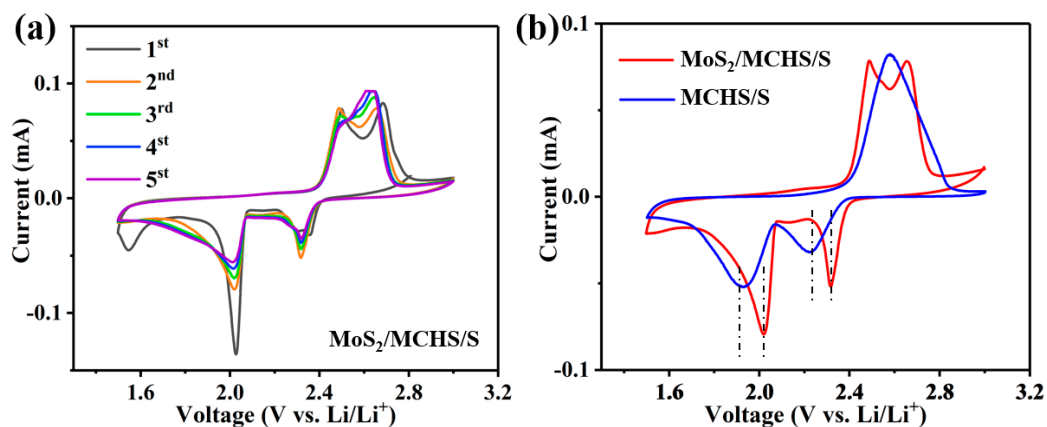 (a)
1st
2nd
3rd
4st
5st
MoS2/MCHS/S
0.1
0.0
-0.1
Current (mA)
1.6 2.0 2.4 2.8 3.2
Voltage (V vs. Li/Li+)
(b)
MoS2/MCHS/S
MCHS/S
0.1
0.0
-0.1
Current (mA)
1.6 2.0 2.4 2.8 3.2
Voltage (V vs. Li/Li+)